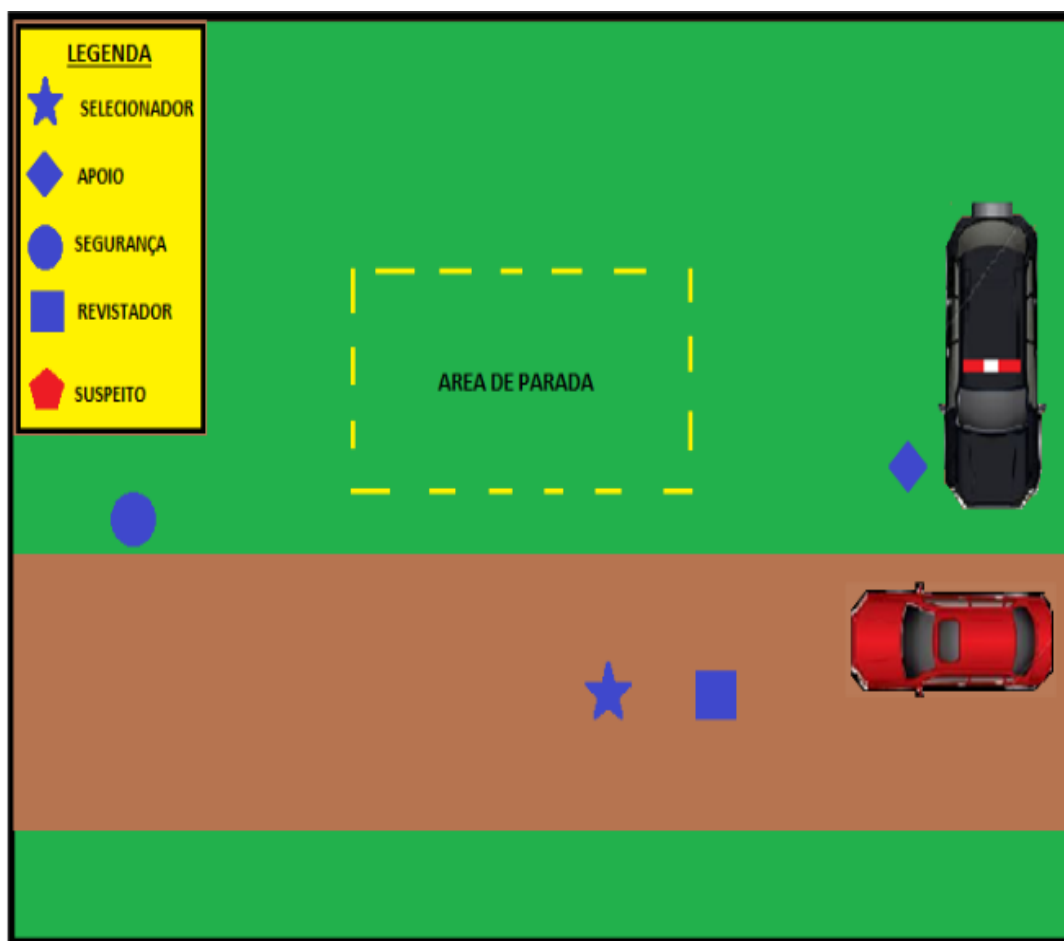 LEGENDA
SELECIONADOR
APOIO
SEGURANÇA
REVISTADOR
SUSPEITO
AREA DE PARADA